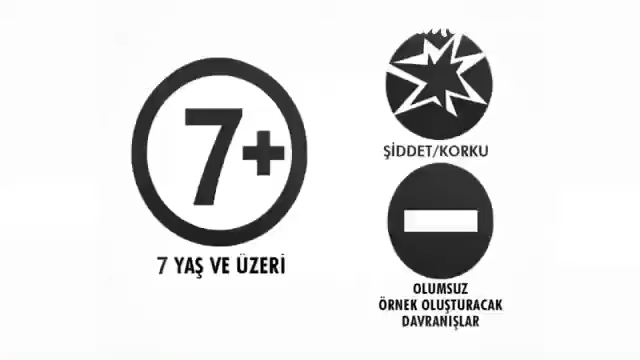 7+
7 YAŞ VE ÜZERİ
ŞİDDET/KORKU
OLUMSUZ
ÖRNEK OLUŞTURACAK
DAVRANIŞLAR